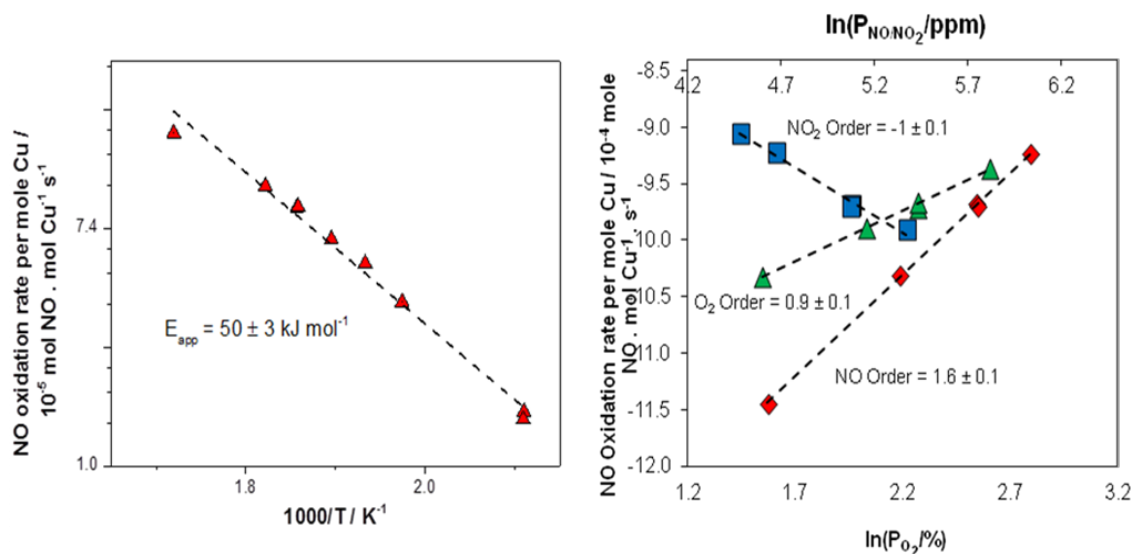 NO oxidation rate per mole Cu /
10⁻⁵ mol NO . mol Cu⁻¹ s⁻¹
7.4
1.0
E_app = 50 ± 3 kJ mol⁻¹
1.8
2.0
1000/T / K⁻¹
ln(P_NO/NO₂/ppm)
4.2
4.7
5.2
5.7
6.2
NO Oxidation rate per mole Cu / 10⁻⁴ mole
NO . mol Cu⁻¹ . s⁻¹
-8.5
-9.0
-9.5
-10.0
-10.5
-11.0
-11.5
-12.0
NO₂ Order = -1 ± 0.1
O₂ Order = 0.9 ± 0.1
NO Order = 1.6 ± 0.1
1.2
1.7
2.2
2.7
3.2
ln(P_O₂/%)